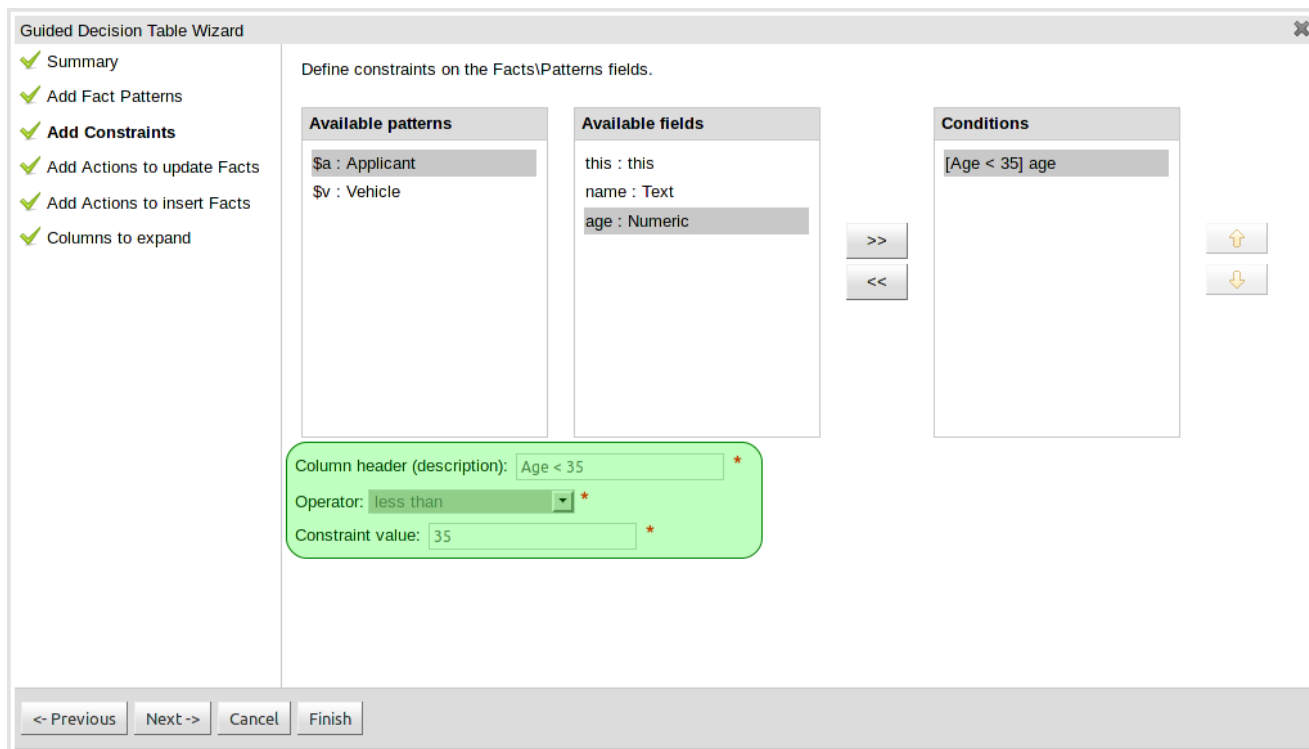 Guided Decision Table Wizard
Summary
Add Fact Patterns
Add Constraints
Add Actions to update Facts
Add Actions to insert Facts
Columns to expand
Define constraints on the Facts\Patterns fields.
Available patterns
$a : Applicant
$v : Vehicle
Available fields
this : this
name : Text
age : Numeric
>>
<<
Conditions
[Age < 35] age
Column header (description): Age < 35 *
Operator: less than *
Constraint value: 35 *
<- Previous Next -> Cancel Finish